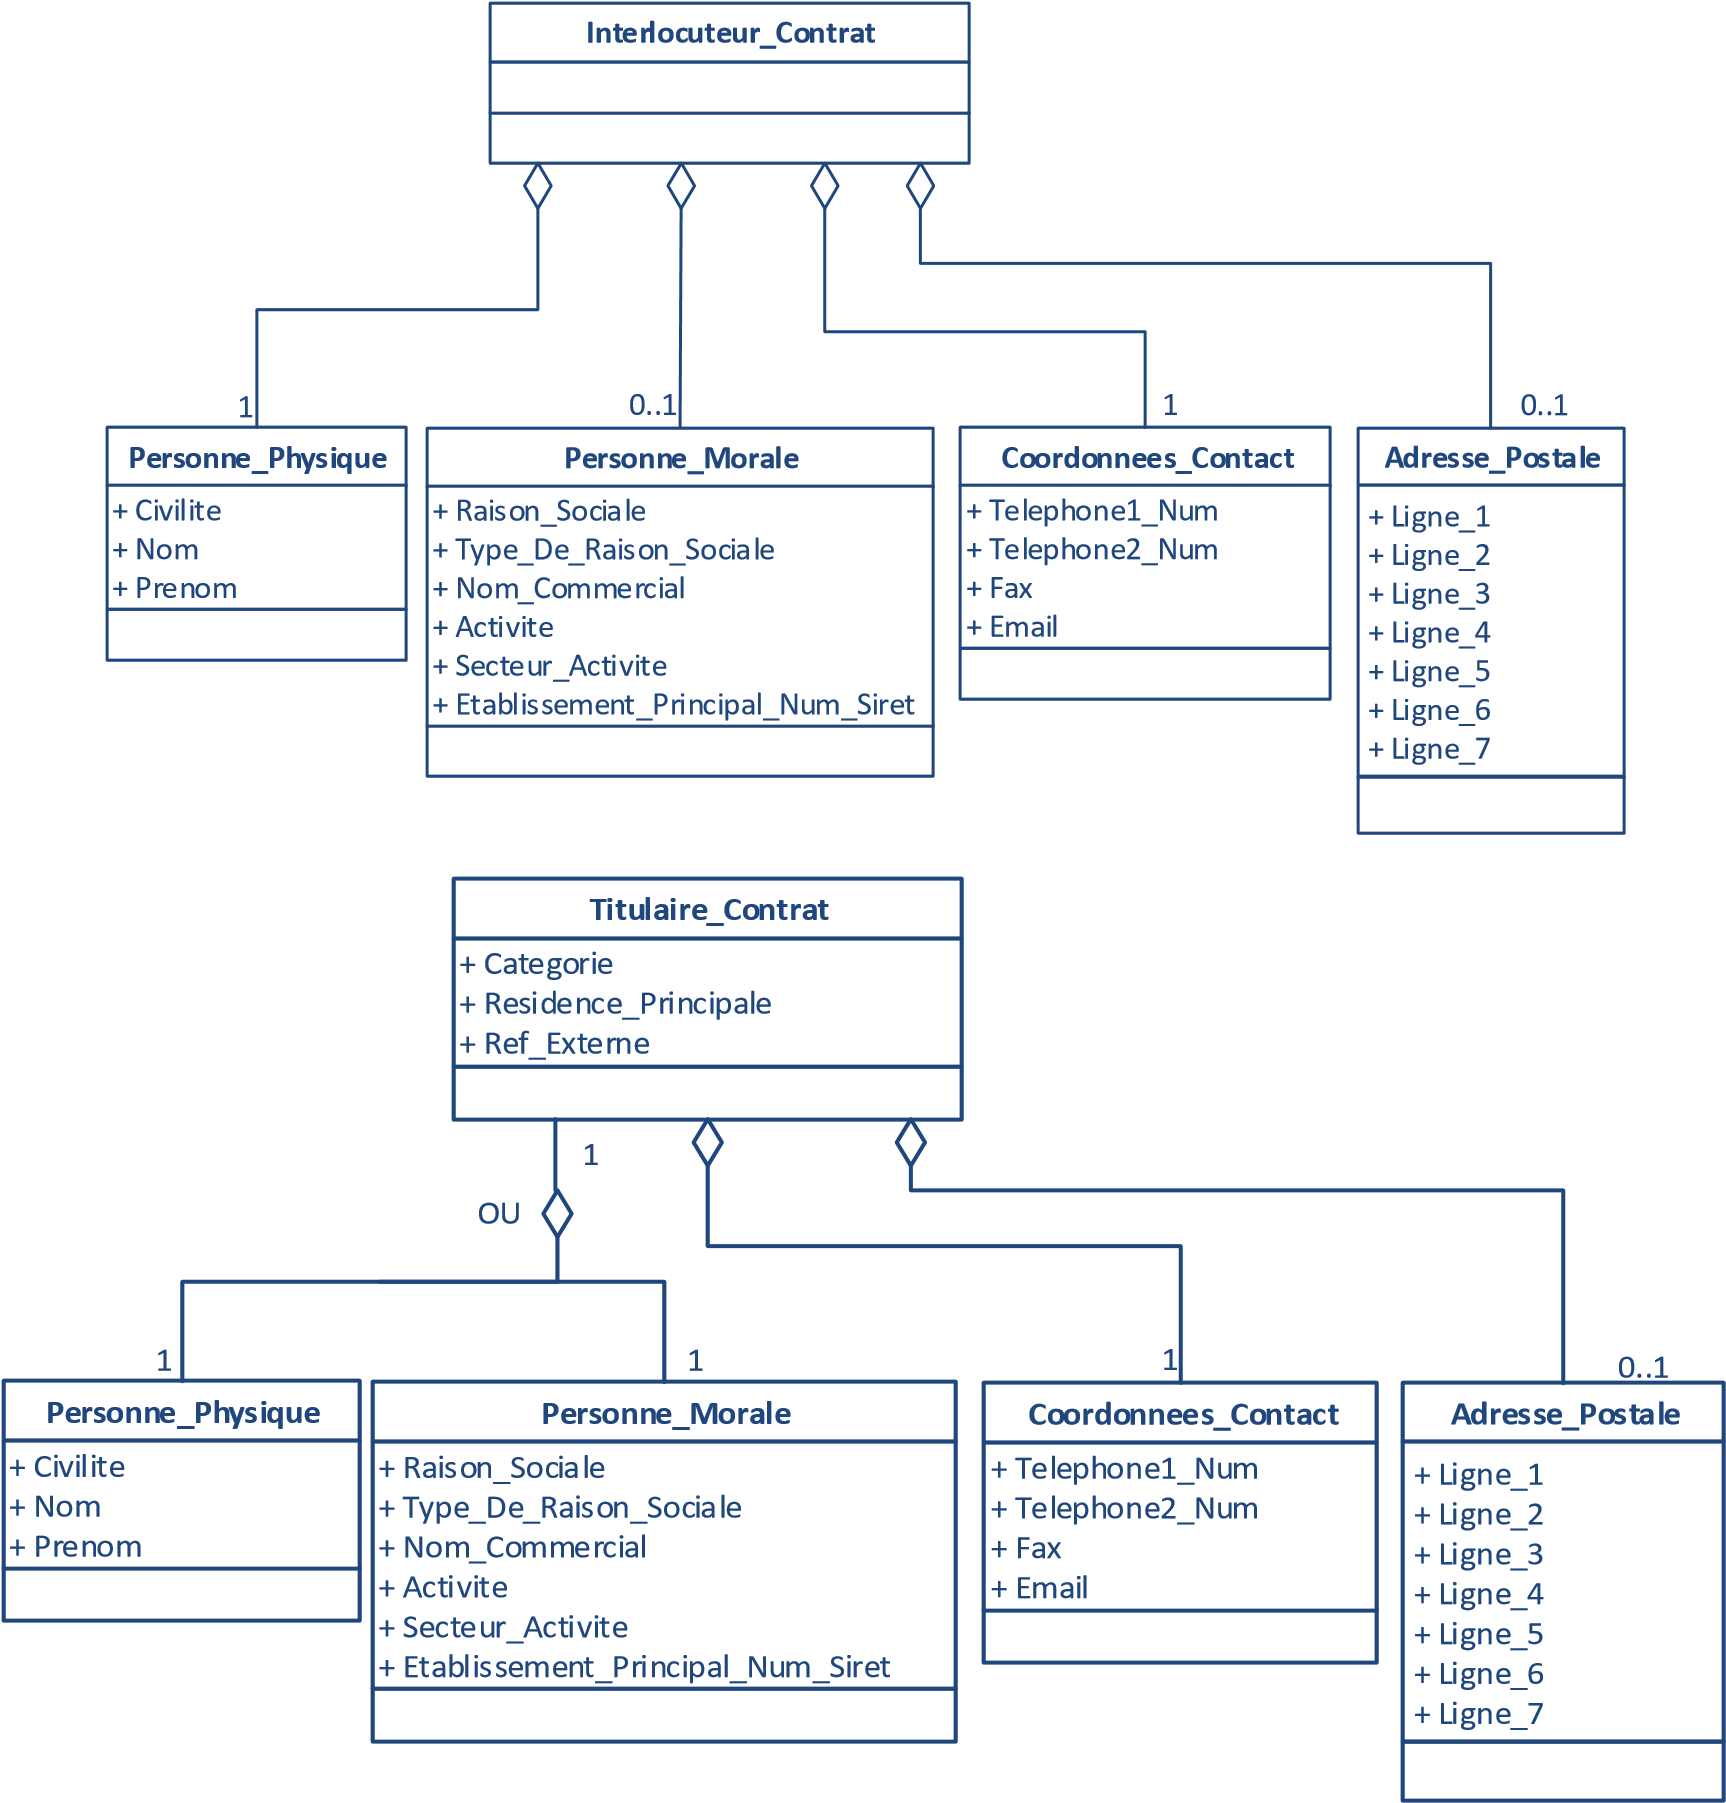 Interlocuteur_Contrat
1
0..1
1
0..1
Personne_Physique
+ Civilite
+ Nom
+ Prenom
Personne_Morale
+ Raison_Sociale
+ Type_De_Raison_Sociale
+ Nom_Commercial
+ Activite
+ Secteur_Activite
+ Etablissement_Principal_Num_Siret
Coordonnees_Contact
+ Telephone1_Num
+ Telephone2_Num
+ Fax
+ Email
Adresse_Postale
+ Ligne_1
+ Ligne_2
+ Ligne_3
+ Ligne_4
+ Ligne_5
+ Ligne_6
+ Ligne_7
Titulaire_Contrat
+ Categorie
+ Residence_Principale
+ Ref_Externe
1
OU
1
1
1
0..1
Personne_Physique
+ Civilite
+ Nom
+ Prenom
Personne_Morale
+ Raison_Sociale
+ Type_De_Raison_Sociale
+ Nom_Commercial
+ Activite
+ Secteur_Activite
+ Etablissement_Principal_Num_Siret
Coordonnees_Contact
+ Telephone1_Num
+ Telephone2_Num
+ Fax
+ Email
Adresse_Postale
+ Ligne_1
+ Ligne_2
+ Ligne_3
+ Ligne_4
+ Ligne_5
+ Ligne_6
+ Ligne_7